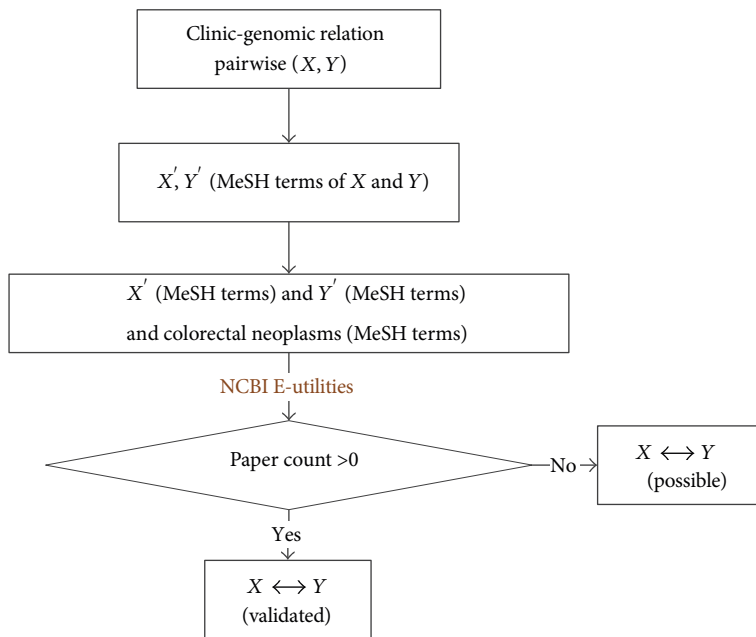 Clinic-genomic relation
pairwise (X, Y)
X′, Y′ (MeSH terms of X and Y)
X′ (MeSH terms) and Y′ (MeSH terms)
and colorectal neoplasms (MeSH terms)
NCBI E-utilities
Paper count >0
No
X ⟷ Y
(possible)
Yes
X ⟷ Y
(validated)